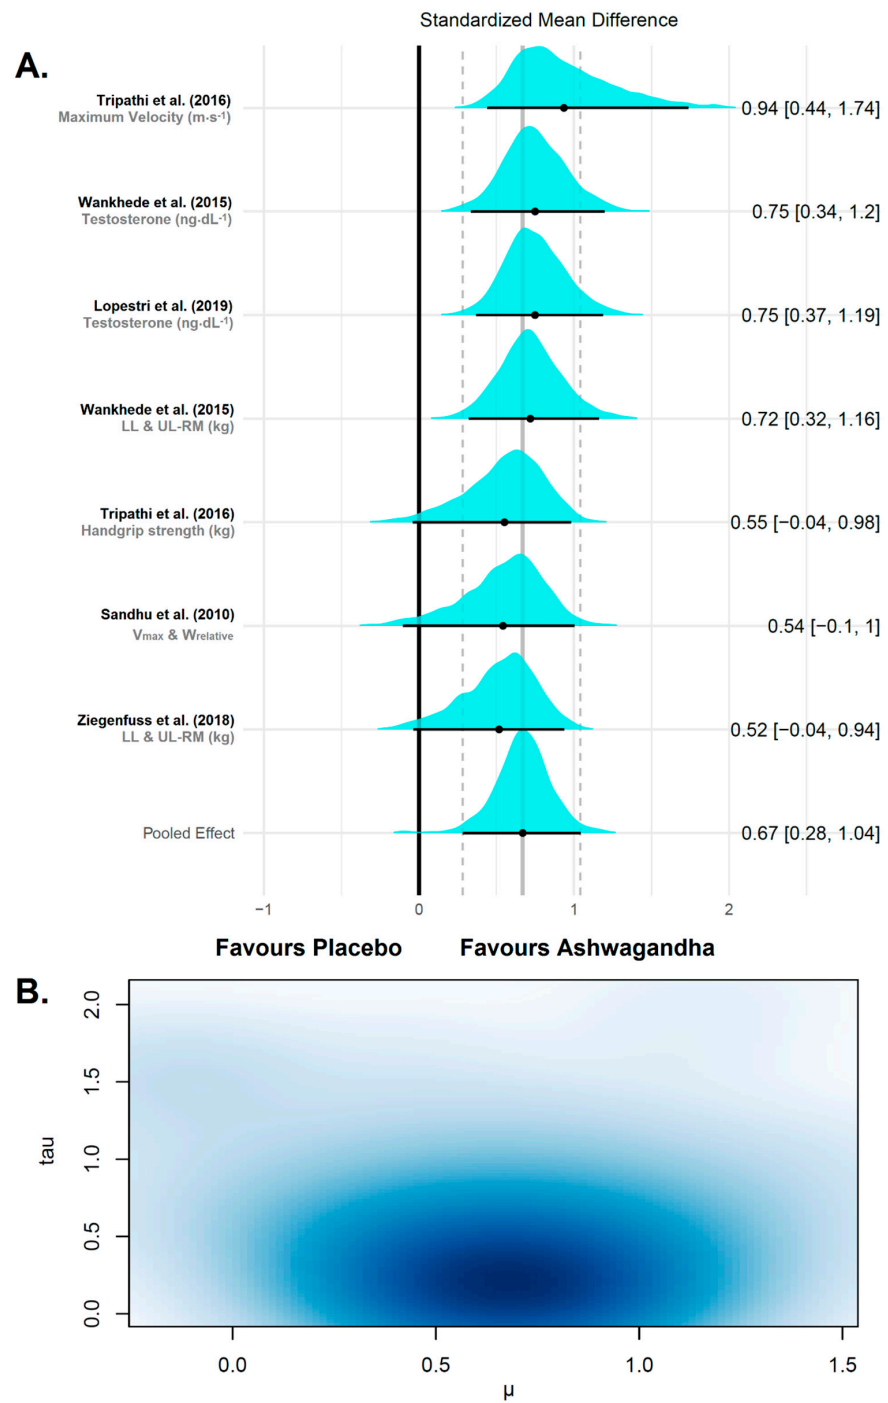 Standardized Mean Difference
A.
Tripathi et al. (2016)
Maximum Velocity (m·s⁻¹)
0.94 [0.44, 1.74]
Wankhede et al. (2015)
Testosterone (ng·dL⁻¹)
0.75 [0.34, 1.2]
Lopestri et al. (2019)
Testosterone (ng·dL⁻¹)
0.75 [0.37, 1.19]
Wankhede et al. (2015)
LL & UL-RM (kg)
0.72 [0.32, 1.16]
Tripathi et al. (2016)
Handgrip strength (kg)
0.55 [−0.04, 0.98]
Sandhu et al. (2010)
Vmax & Wrelative
0.54 [−0.1, 1]
Ziegenfuss et al. (2018)
LL & UL-RM (kg)
0.52 [−0.04, 0.94]
Pooled Effect
0.67 [0.28, 1.04]
−1 0 1 2
Favours Placebo Favours Ashwagandha
B.
2.0
1.5
1.0
0.5
0.0
tau
0.0 0.5 1.0 1.5
μ